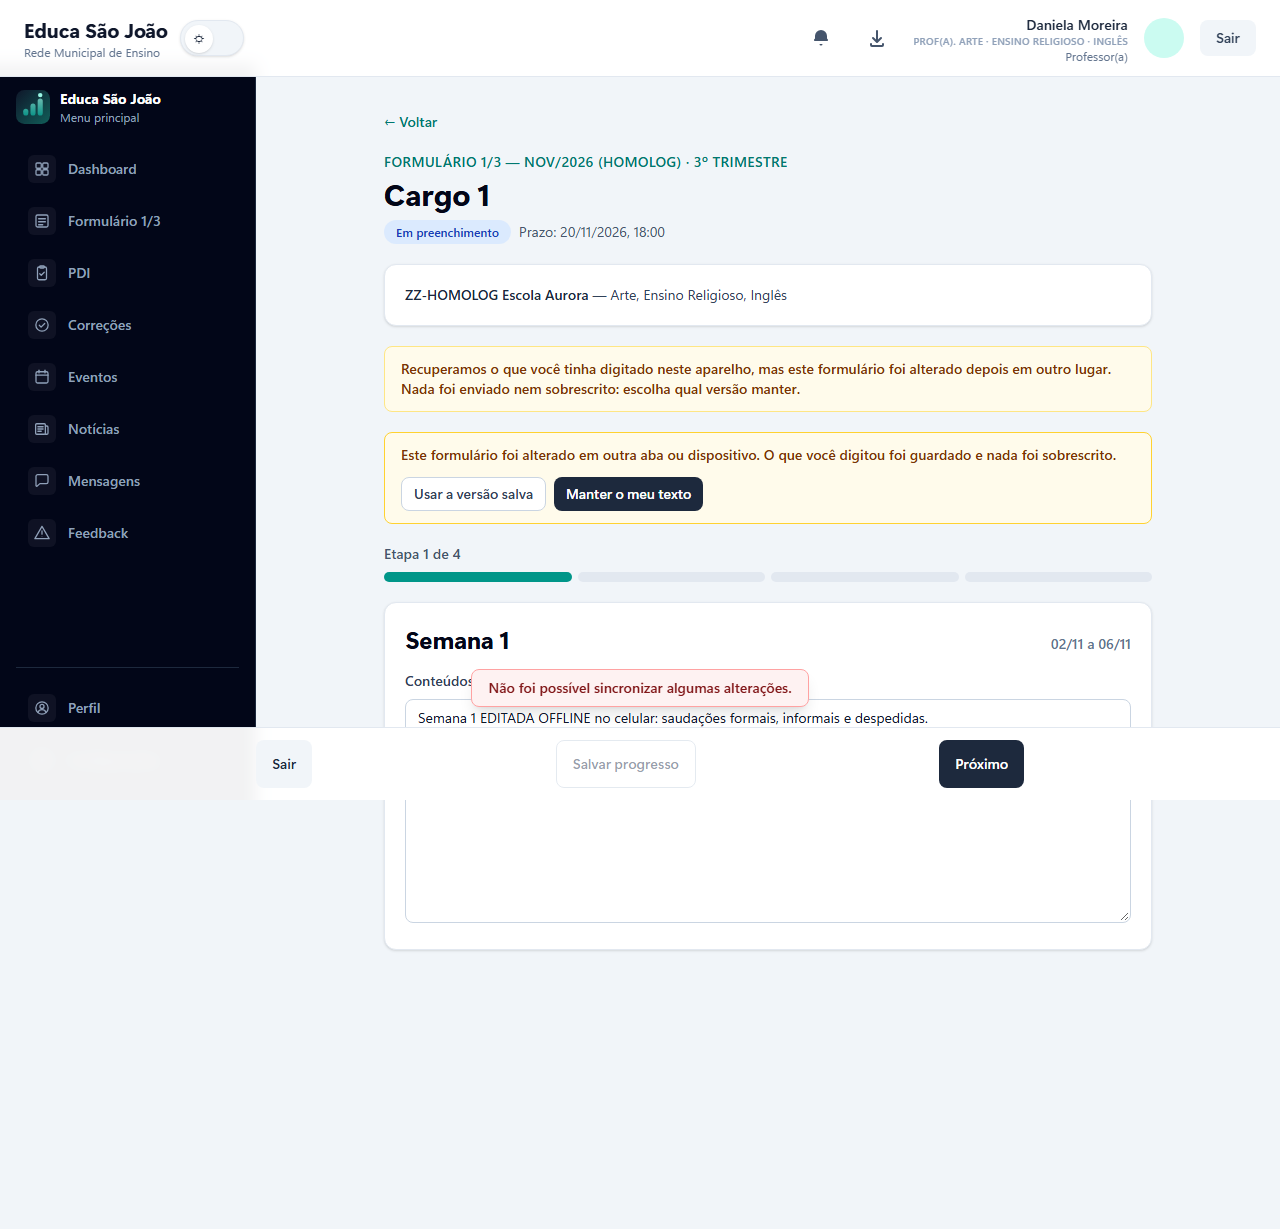 Educa São João
Rede Municipal de Ensino
Daniela Moreira
PROF(A). ARTE · ENSINO RELIGIOSO · INGLÊS
Professor(a)
Sair
Educa São João
Menu principal
Dashboard
Formulário 1/3
PDI
Correções
Eventos
Notícias
Mensagens
Feedback
Perfil
← Voltar
FORMULÁRIO 1/3 — NOV/2026 (HOMOLOG) · 3º TRIMESTRE
Cargo 1
Em preenchimento
Prazo: 20/11/2026, 18:00
ZZ-HOMOLOG Escola Aurora — Arte, Ensino Religioso, Inglês
Recuperamos o que você tinha digitado neste aparelho, mas este formulário foi alterado depois em outro lugar.
Nada foi enviado nem sobrescrito: escolha qual versão manter.
Este formulário foi alterado em outra aba ou dispositivo. O que você digitou foi guardado e nada foi sobrescrito.
Usar a versão salva
Manter o meu texto
Etapa 1 de 4
Semana 1
02/11 a 06/11
Conteúdos
Não foi possível sincronizar algumas alterações.
Semana 1 EDITADA OFFLINE no celular: saudações formais, informais e despedidas.
Sair
Salvar progresso
Próximo